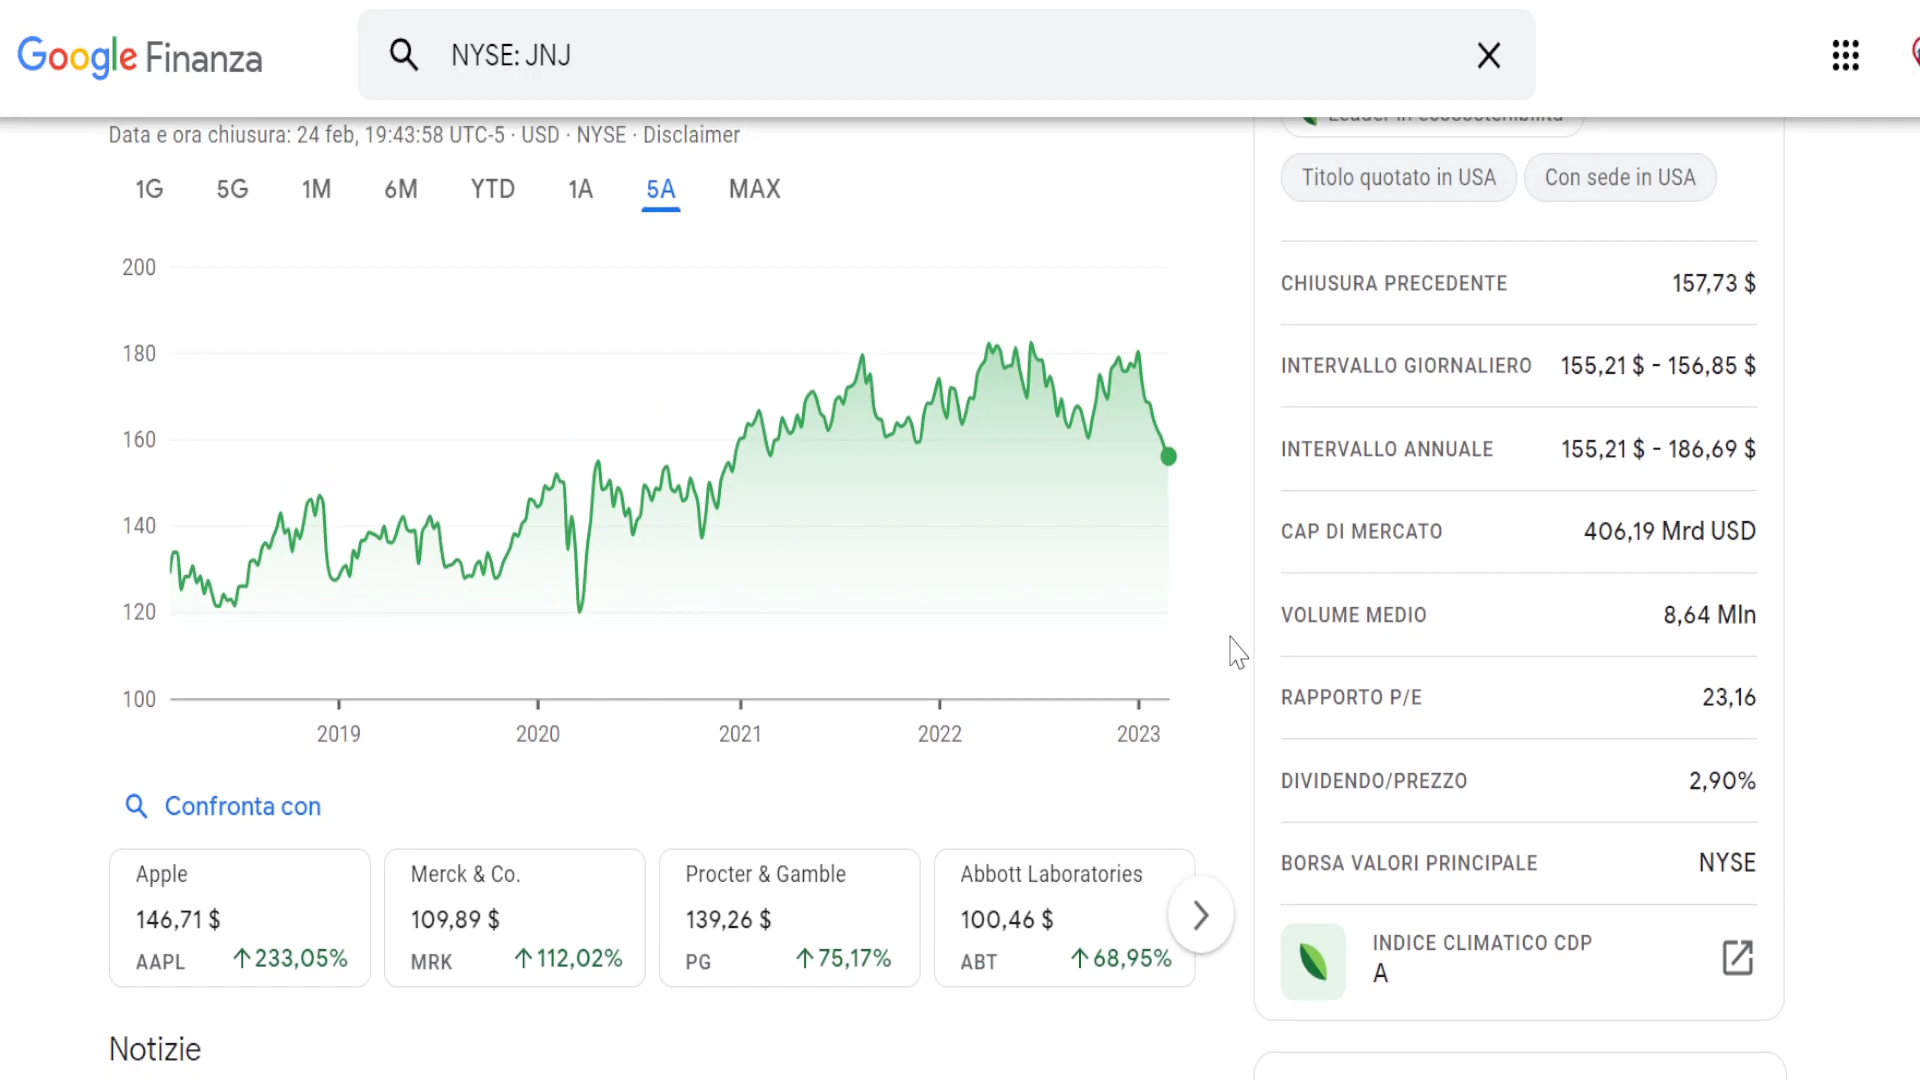 Google Finanza
NYSE: JNJ
Data e ora chiusura: 24 feb, 19:43:58 UTC-5 · USD · NYSE · Disclaimer
1G 5G 1M 6M YTD 1A 5A MAX
200
180
160
140
120
100
2019 2020 2021 2022 2023
Confronta con
Apple
146,71 $
AAPL ↑233,05%
Merck & Co.
109,89 $
MRK ↑112,02%
Procter & Gamble
139,26 $
PG ↑75,17%
Abbott Laboratories
100,46 $
ABT ↑68,95%
Notizie
Leader in ecosostenibilità
Titolo quotato in USA
Con sede in USA
CHIUSURA PRECEDENTE 157,73 $
INTERVALLO GIORNALIERO 155,21 $ - 156,85 $
INTERVALLO ANNUALE 155,21 $ - 186,69 $
CAP DI MERCATO 406,19 Mrd USD
VOLUME MEDIO 8,64 Mln
RAPPORTO P/E 23,16
DIVIDENDO/PREZZO 2,90%
BORSA VALORI PRINCIPALE NYSE
INDICE CLIMATICO CDP
A